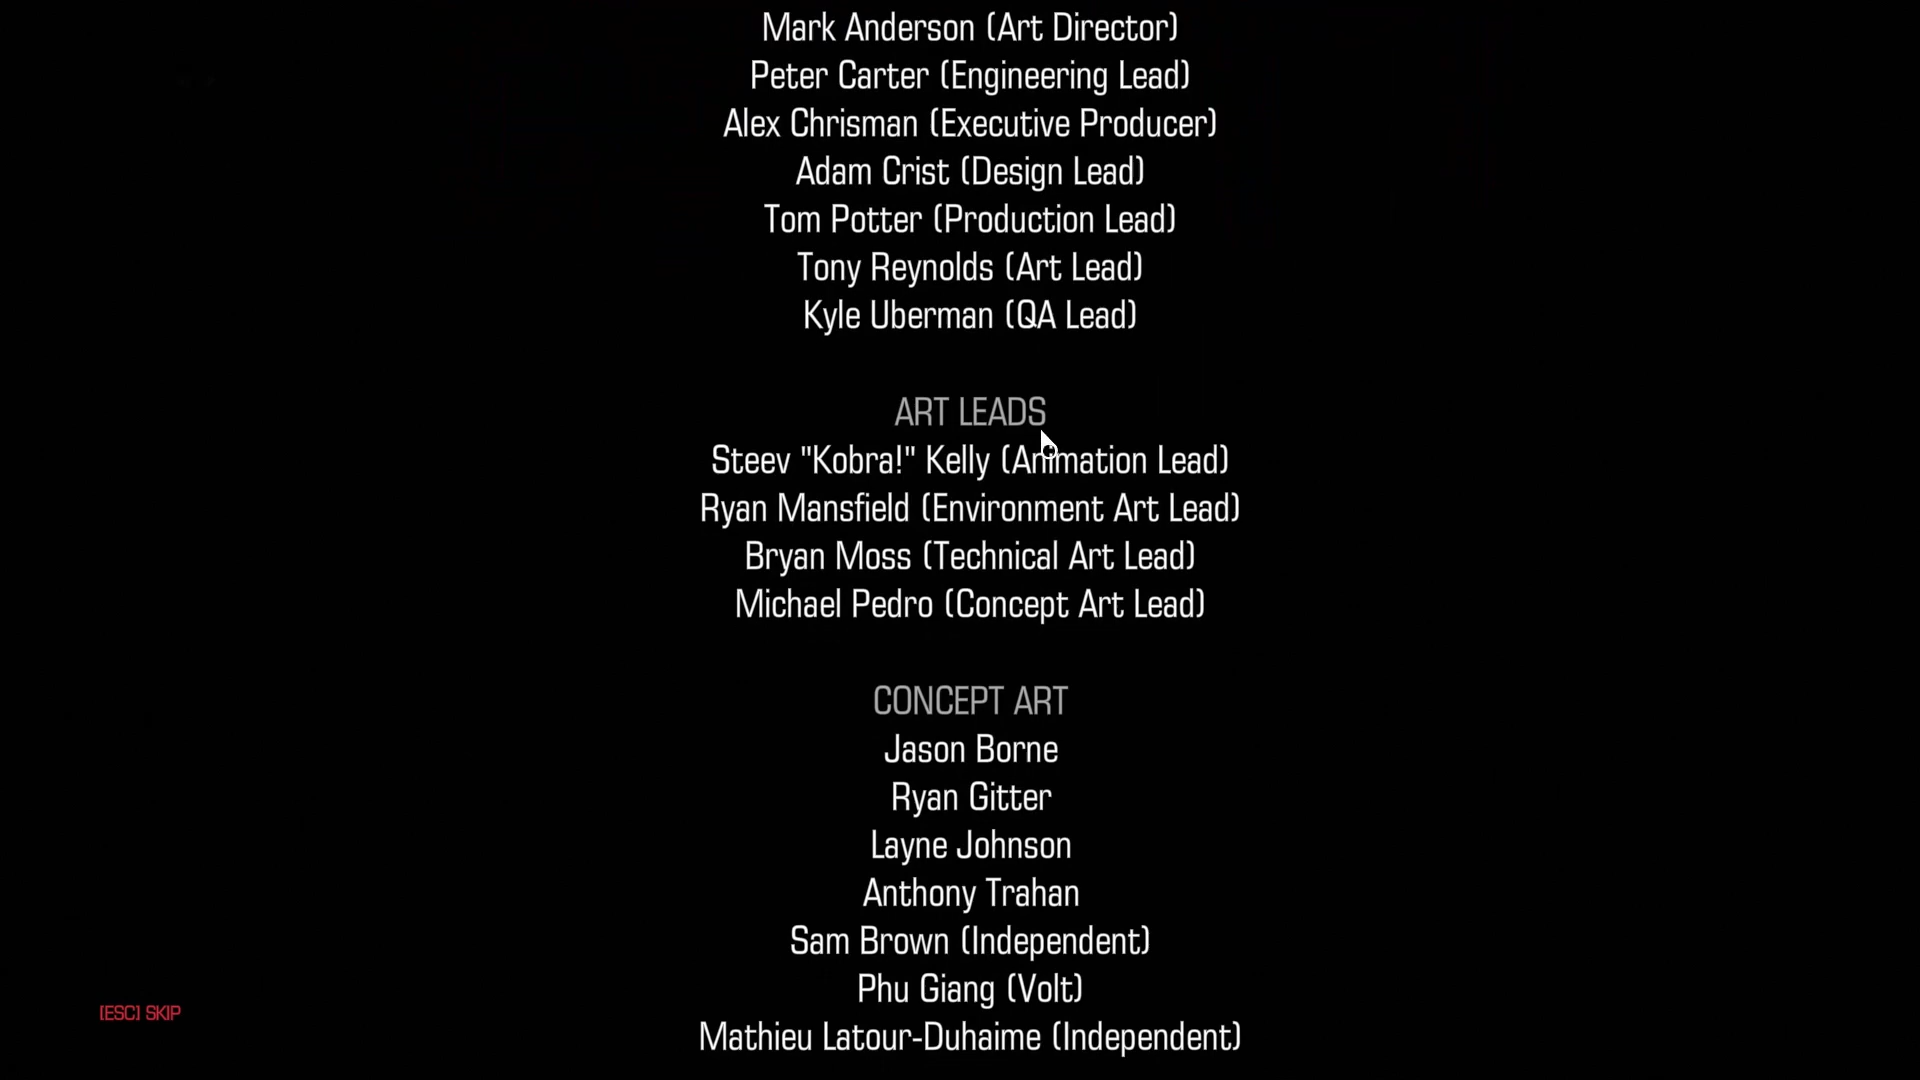 Mark Anderson (Art Director)
Peter Carter (Engineering Lead)
Alex Chrisman (Executive Producer)
Adam Crist (Design Lead)
Tom Potter (Production Lead)
Tony Reynolds (Art Lead)
Kyle Uberman (QA Lead)
ART LEADS
Steev "Kobra!" Kelly (Animation Lead)
Ryan Mansfield (Environment Art Lead)
Bryan Moss (Technical Art Lead)
Michael Pedro (Concept Art Lead)
CONCEPT ART
Jason Borne
Ryan Gitter
Layne Johnson
Anthony Trahan
Sam Brown (Independent)
Phu Giang (Volt)
[ESC] SKIP
Mathieu Latour-Duhaime (Independent)